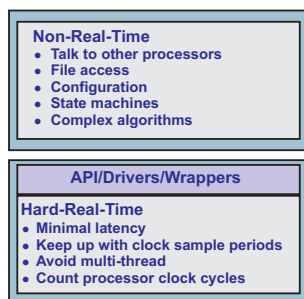 Non-Real-Time
• Talk to other processors
• File access
• Configuration
• State machines
• Complex algorithms
API/Drivers/Wrappers
Hard-Real-Time
• Minimal latency
• Keep up with clock sample periods
• Avoid multi-thread
• Count processor clock cycles